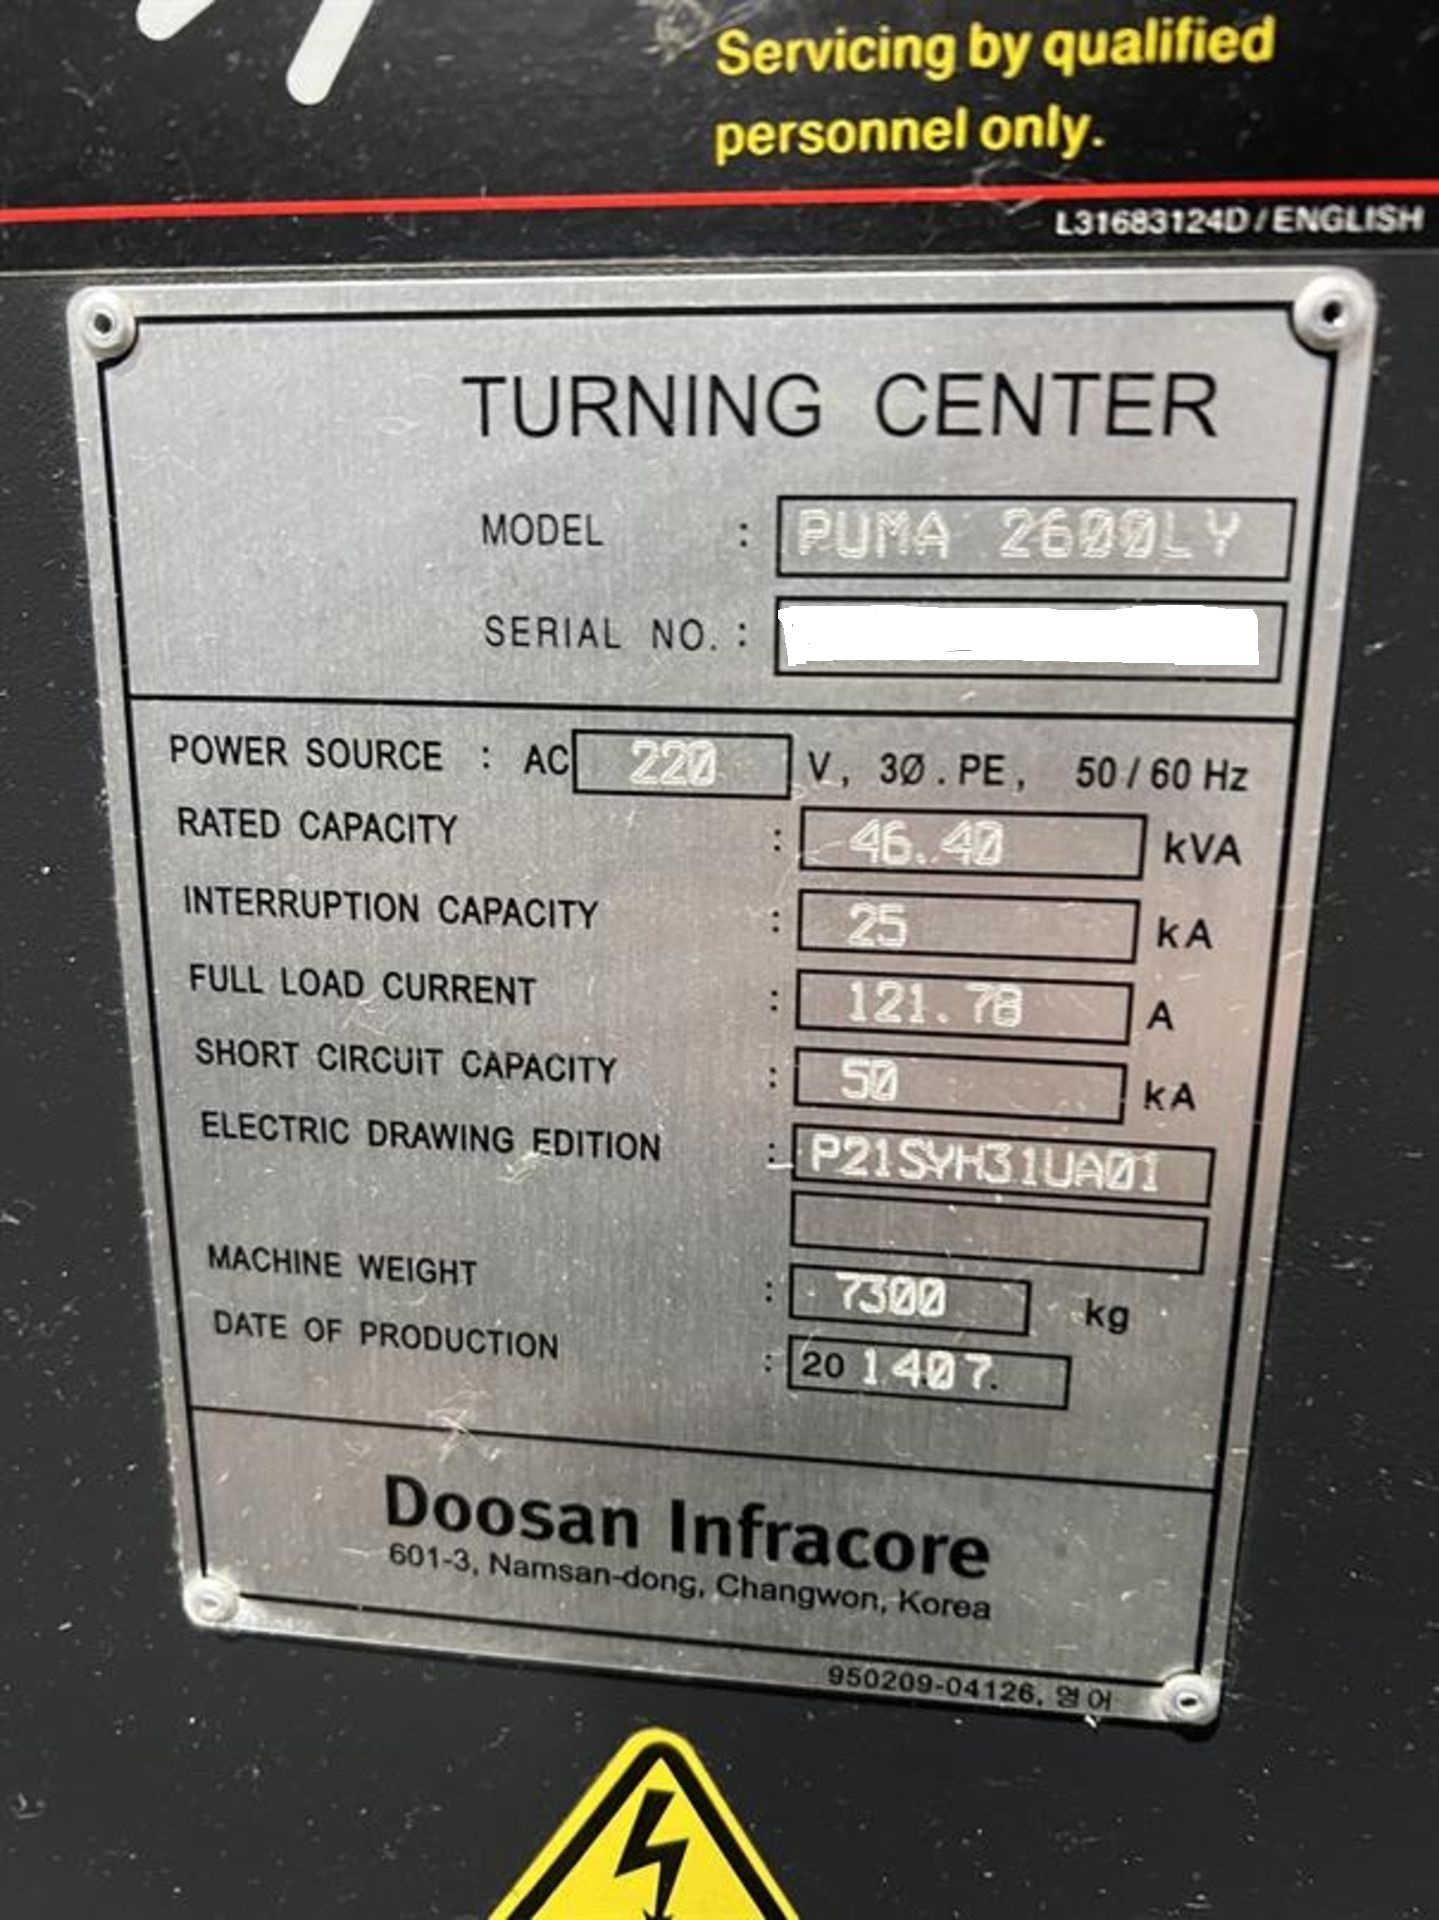 Servicing by qualified
personnel only.
L31683124D / ENGLISH
TURNING CENTER
MODEL : PUMA 2600LY
SERIAL NO. :
POWER SOURCE : AC 220 V, 3Ø.PE, 50/60 Hz
RATED CAPACITY : 46.40 kVA
INTERRUPTION CAPACITY : 25 kA
FULL LOAD CURRENT : 121.78 A
SHORT CIRCUIT CAPACITY : 50 kA
ELECTRIC DRAWING EDITION : P21SYH31UA01
MACHINE WEIGHT : 7300 kg
DATE OF PRODUCTION : 20 1407.
Doosan Infracore
601-3, Namsan-dong, Changwon, Korea
950209-04126, 영어